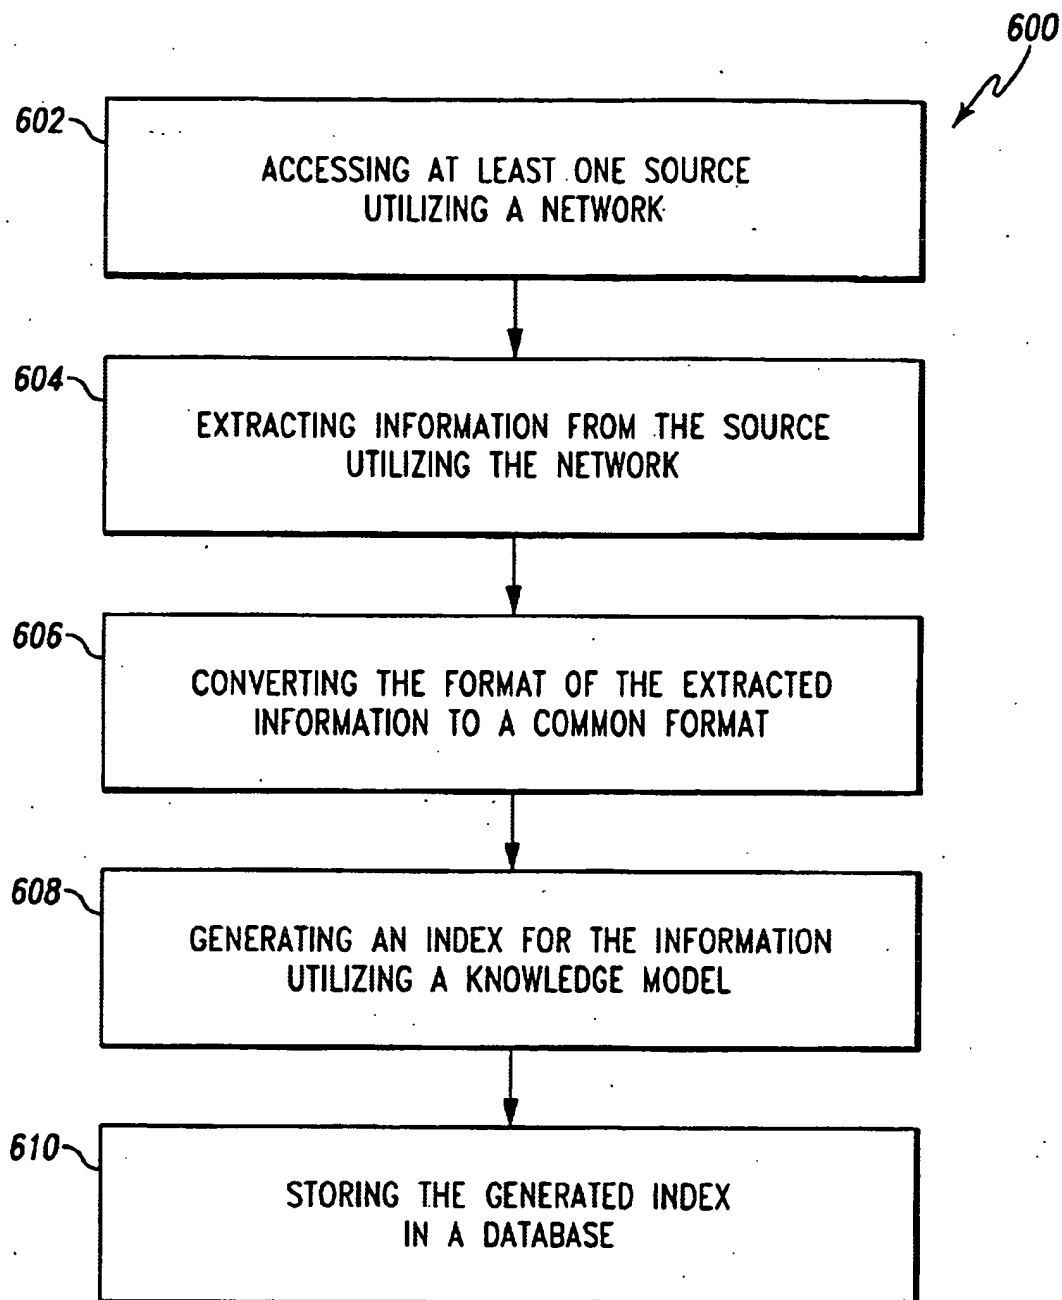 600
602
ACCESSING AT LEAST ONE SOURCE
UTILIZING A NETWORK
604
EXTRACTING INFORMATION FROM THE SOURCE
UTILIZING THE NETWORK
606
CONVERTING THE FORMAT OF THE EXTRACTED
INFORMATION TO A COMMON FORMAT
608
GENERATING AN INDEX FOR THE INFORMATION
UTILIZING A KNOWLEDGE MODEL
610
STORING THE GENERATED INDEX
IN A DATABASE